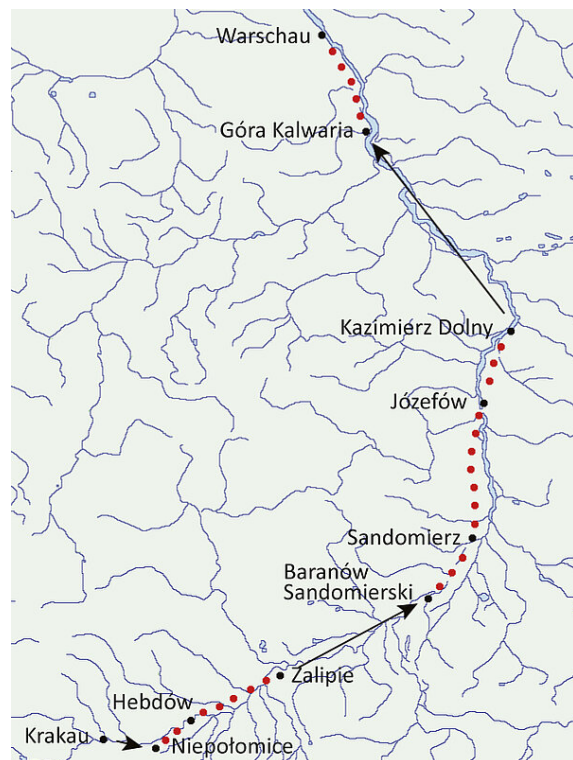 Warschau
Góra Kalwaria
Kazimierz Dolny
Józefów
Sandomierz
Baranów
Sandomierski
Zalipie
Hebdów
Krakau
Niepołomice